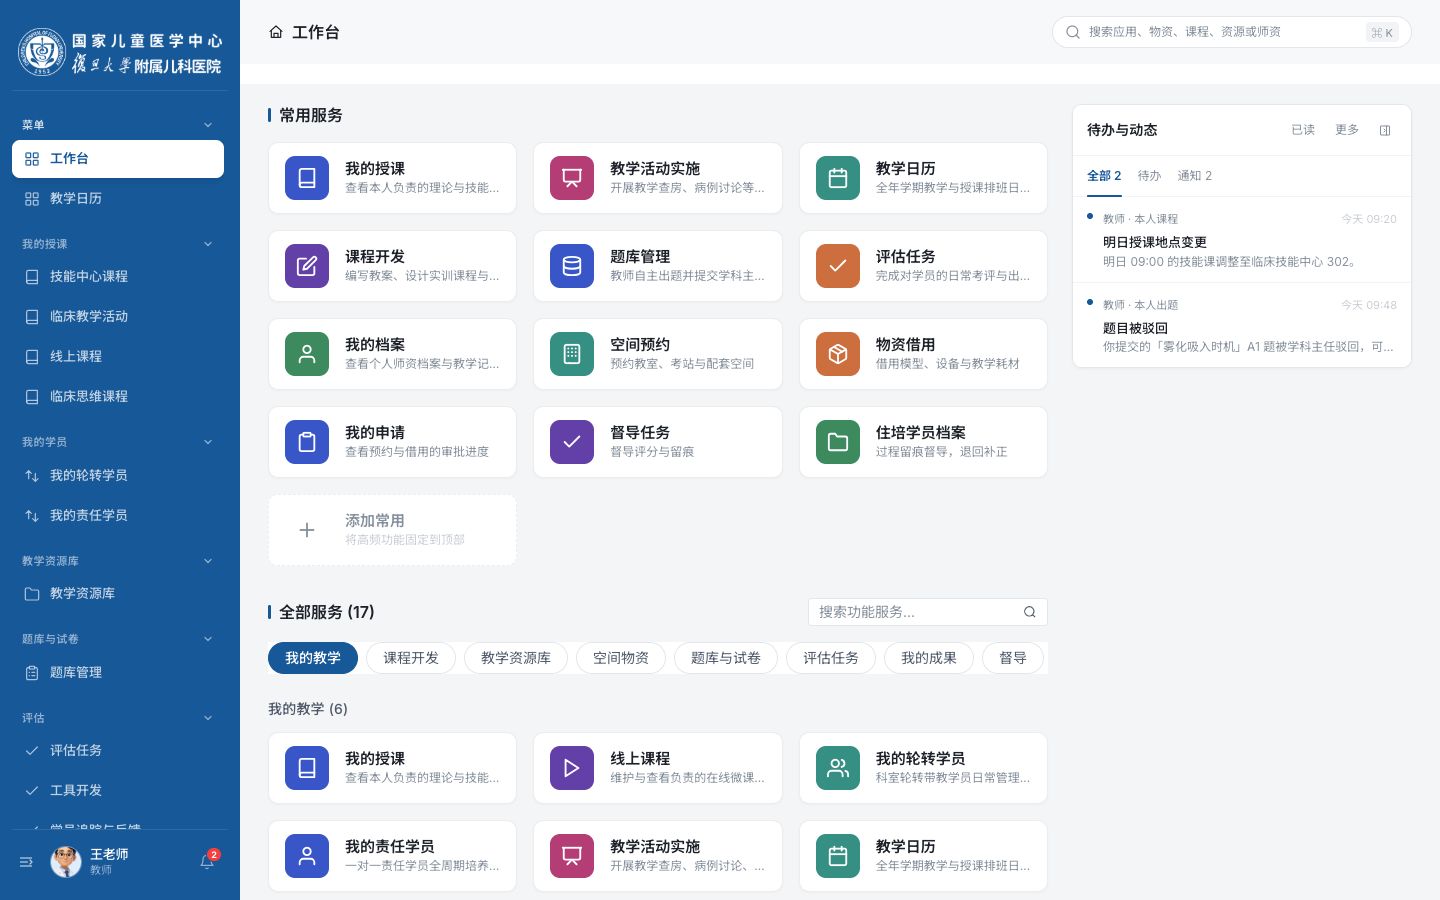 国家儿童医学中心
復旦大学附属儿科医院
1952
菜单
工作台
教学日历
我的授课
技能中心课程
临床教学活动
线上课程
临床思维课程
我的学员
我的轮转学员
我的责任学员
教学资源库
教学资源库
题库与试卷
题库管理
评估
评估任务
工具开发
王老师
教师
2
工作台
搜索应用、物资、课程、资源或师资
⌘ K
常用服务
我的授课
查看本人负责的理论与技能...
教学活动实施
开展教学查房、病例讨论等...
教学日历
全年学期教学与授课排班日...
课程开发
编写教案、设计实训课程与...
题库管理
教师自主出题并提交学科主...
评估任务
完成对学员的日常考评与出...
我的档案
查看个人师资档案与教学记...
空间预约
预约教室、考站与配套空间
物资借用
借用模型、设备与教学耗材
我的申请
查看预约与借用的审批进度
督导任务
督导评分与留痕
住培学员档案
过程留痕督导，退回补正
添加常用
将高频功能固定到顶部
全部服务 (17)
搜索功能服务...
我的教学
课程开发
教学资源库
空间物资
题库与试卷
评估任务
我的成果
督导
我的教学 (6)
我的授课
查看本人负责的理论与技能...
线上课程
维护与查看负责的在线微课...
我的轮转学员
科室轮转带教学员日常管理...
我的责任学员
一对一责任学员全周期培养...
教学活动实施
开展教学查房、病例讨论、...
教学日历
全年学期教学与授课排班日...
待办与动态
已读
更多
全部 2
待办
通知 2
教师 · 本人课程
今天 09:20
明日授课地点变更
明日 09:00 的技能课调整至临床技能中心 302。
教师 · 本人出题
今天 09:48
题目被驳回
你提交的「雾化吸入时机」A1 题被学科主任驳回，可...